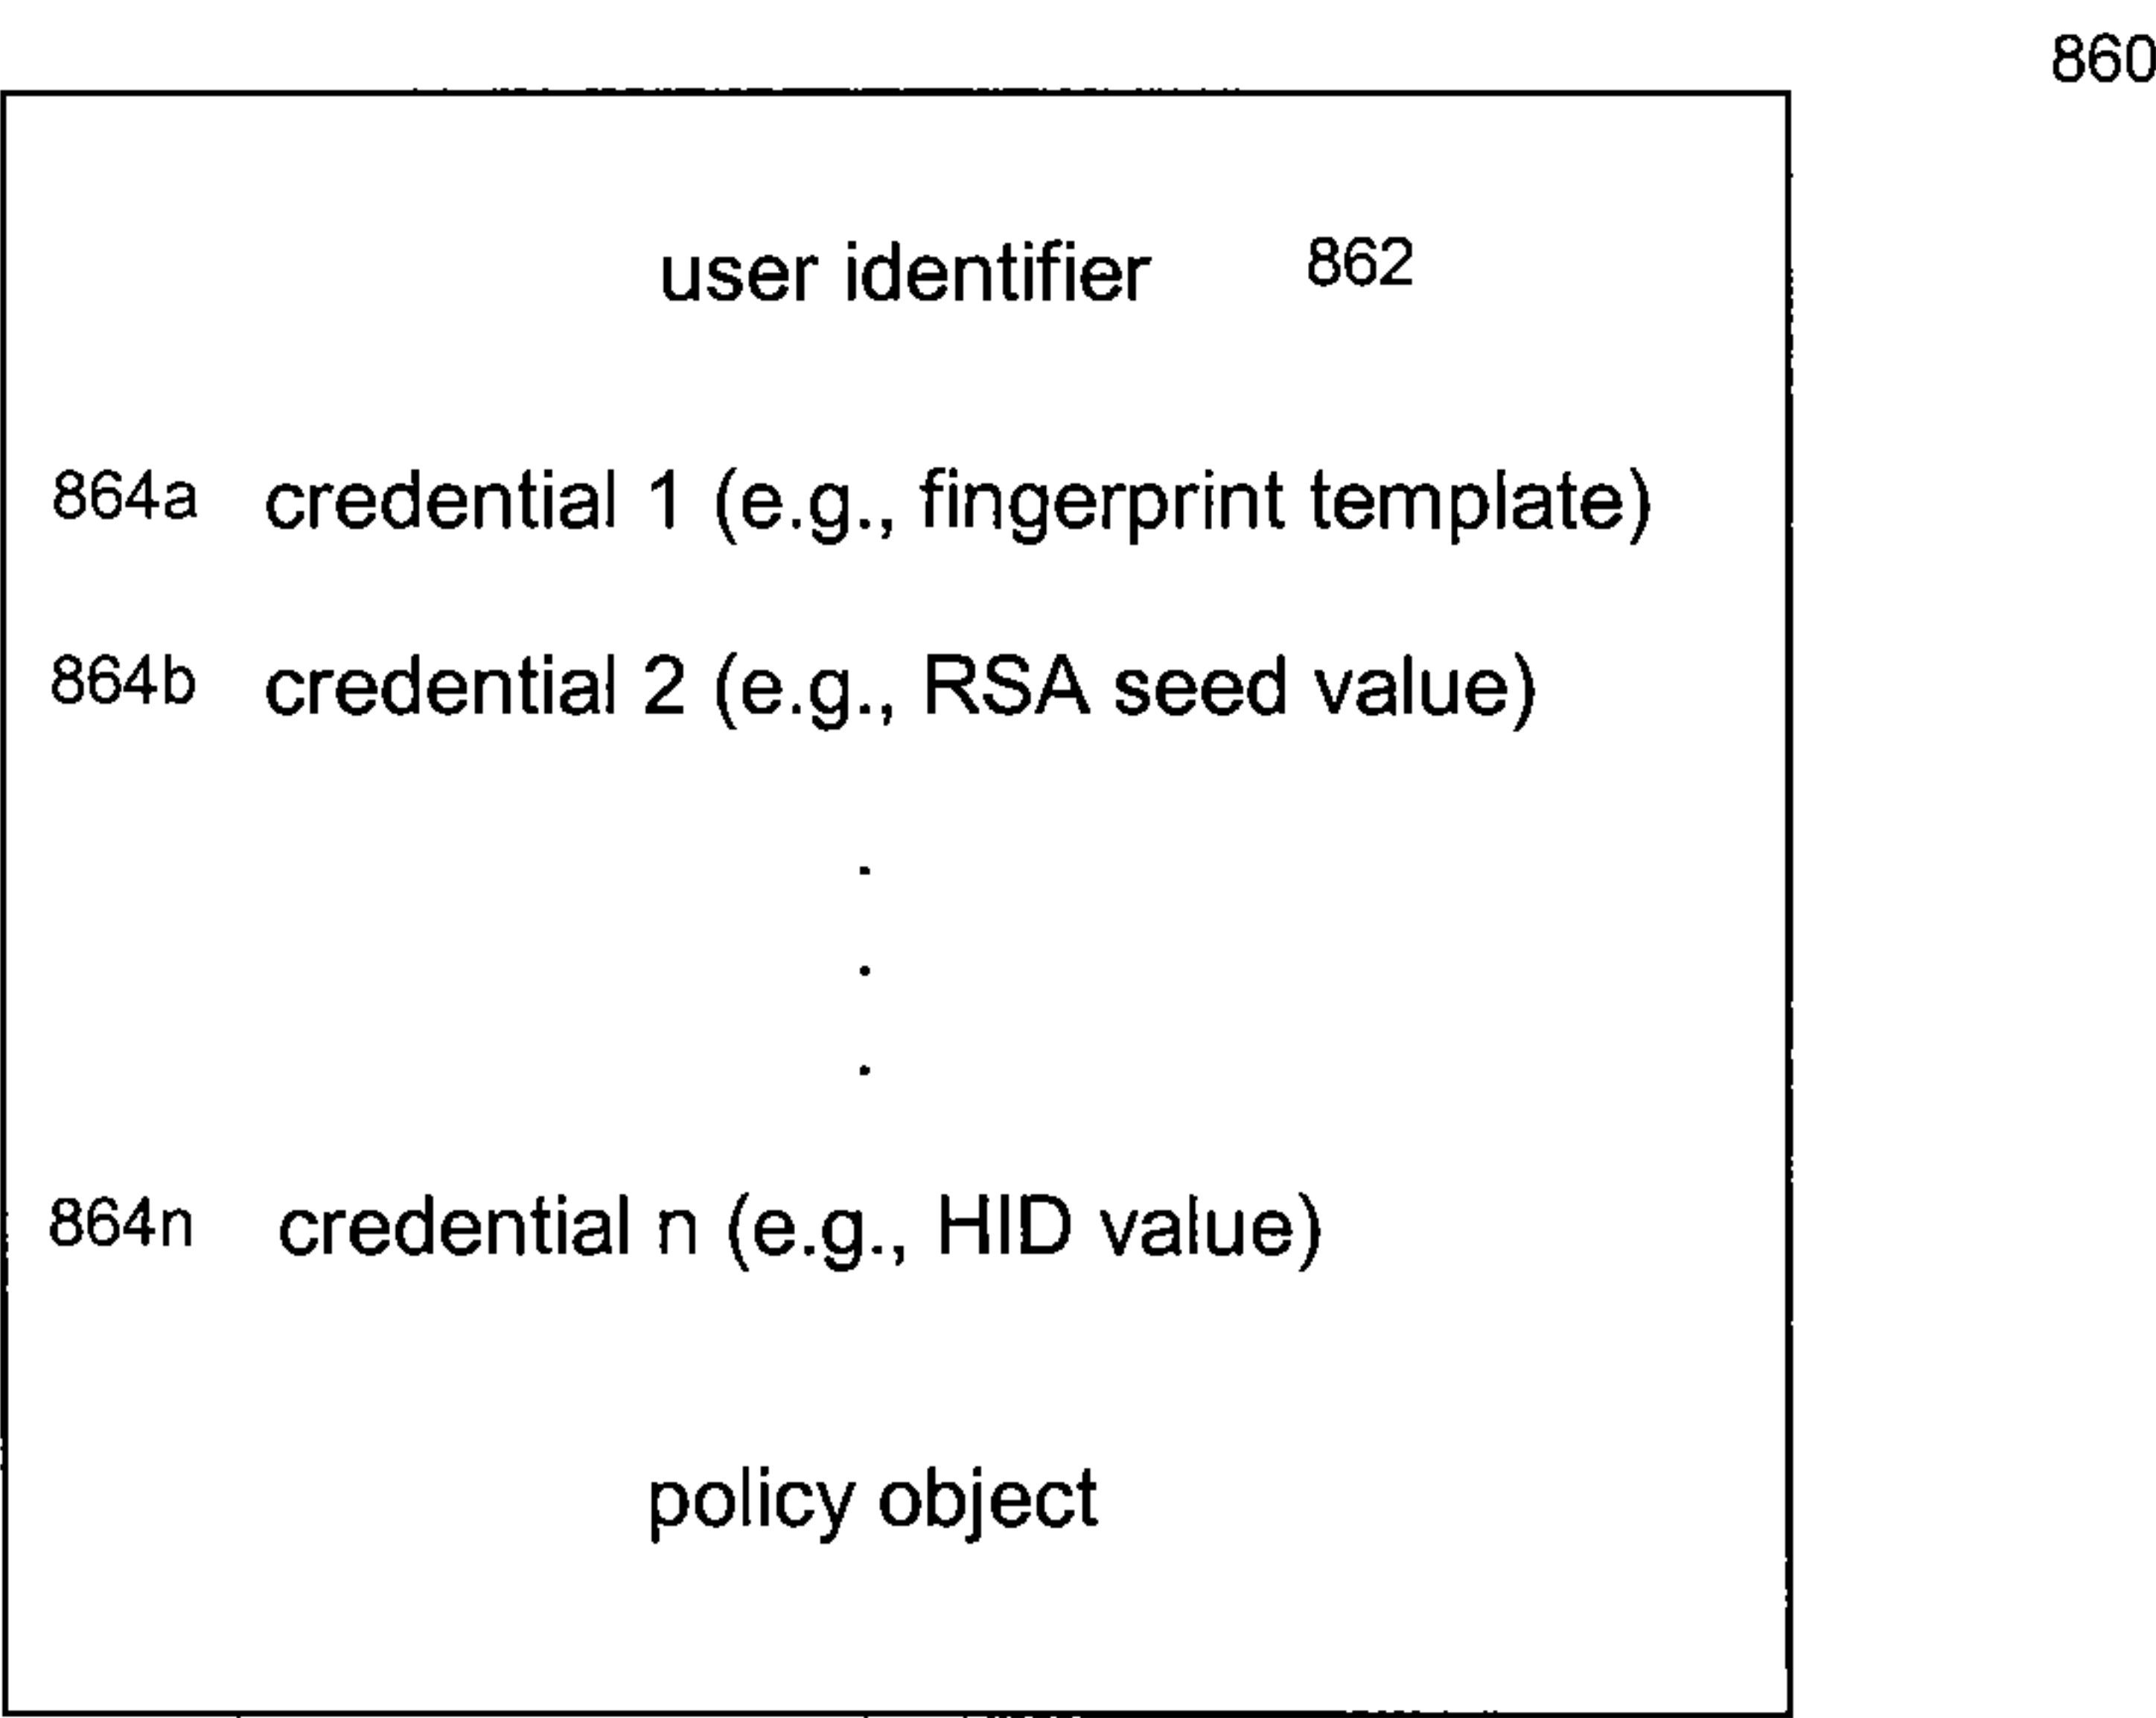 860
user identifier 862
864a credential 1 (e.g., fingerprint template)
864b credential 2 (e.g., RSA seed value)
.
.
.
864n credential n (e.g., HID value)
policy object